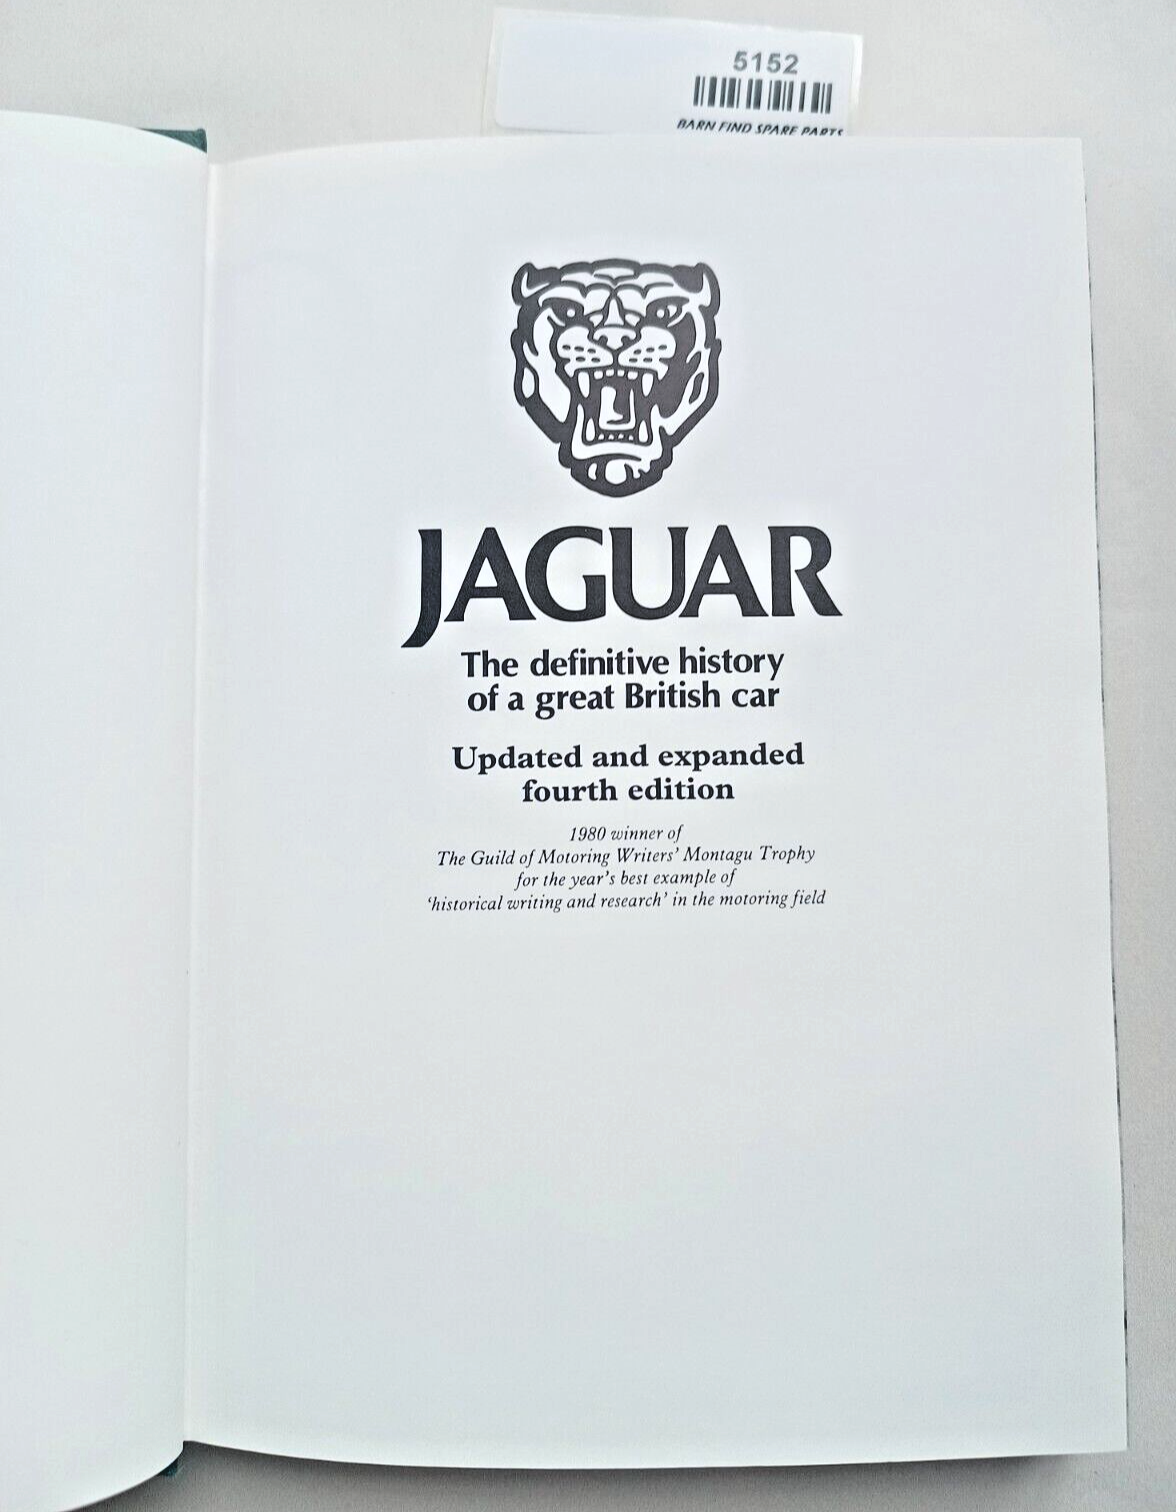 5152
BARN FIND SPARE PARTS
JAGUAR
The definitive history
of a great British car
Updated and expanded
fourth edition
1980 winner of
The Guild of Motoring Writers’ Montagu Trophy
for the year’s best example of
‘historical writing and research’ in the motoring field